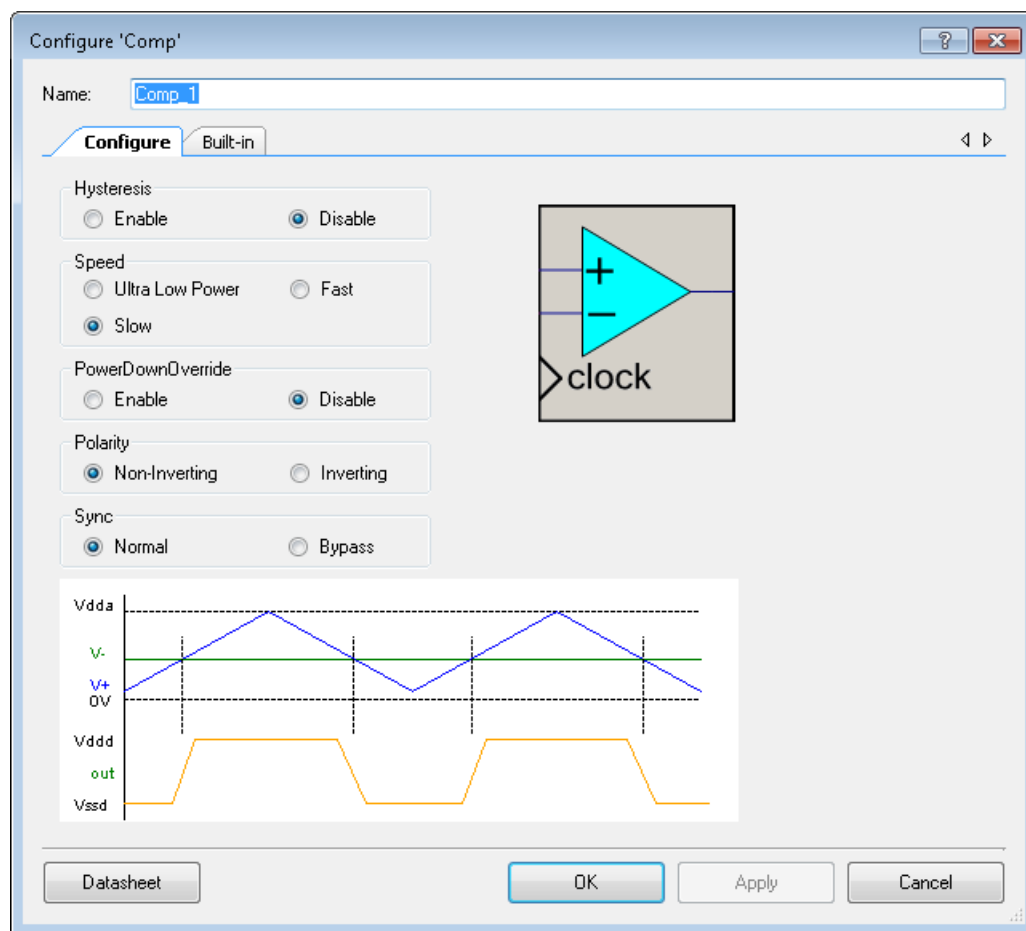 Configure 'Comp'
Name: Comp_1
Configure Built-in
Hysteresis
Enable Disable
Speed
Ultra Low Power Fast
Slow
PowerDownOverride
Enable Disable
Polarity
Non-Inverting Inverting
Sync
Normal Bypass
+
−
clock
Vdda
V-
V+
0V
Vddd
out
Vssd
Datasheet OK Apply Cancel